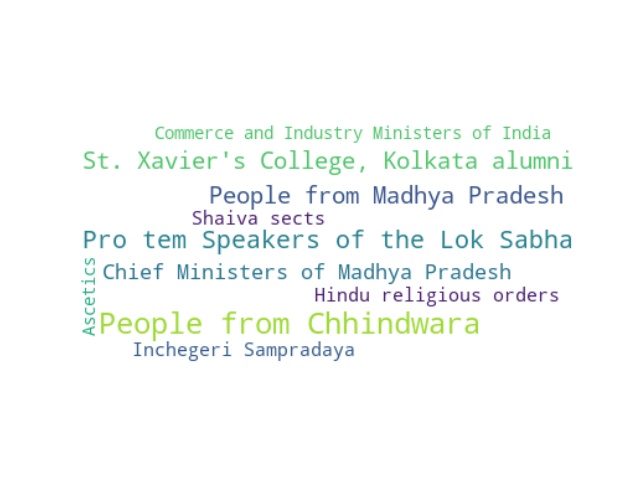 Commerce and Industry Ministers of India
St. Xavier's College, Kolkata alumni
People from Madhya Pradesh
Shaiva sects
Pro tem Speakers of the Lok Sabha
Ascetics
Chief Ministers of Madhya Pradesh
Hindu religious orders
People from Chhindwara
Inchegeri Sampradaya